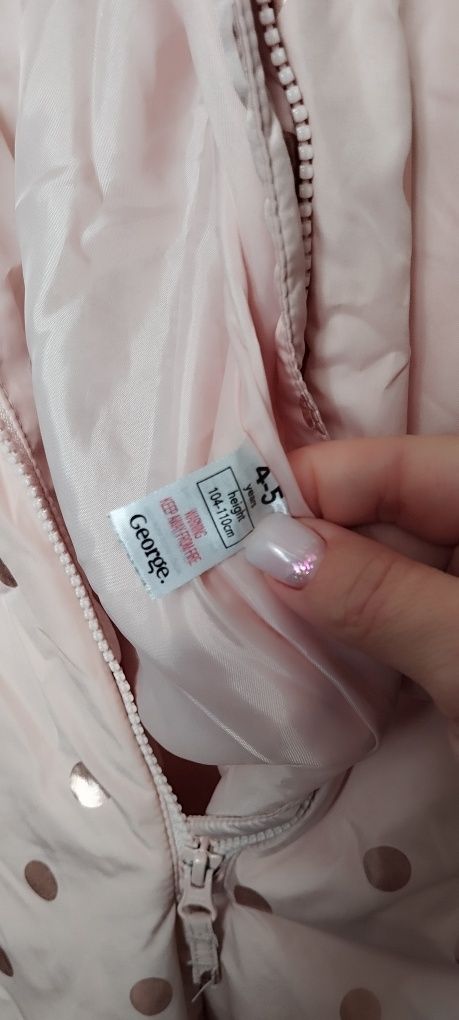 4-5
years
height
104-110cm
WARNING
KEEP AWAY FROM FIRE
George.